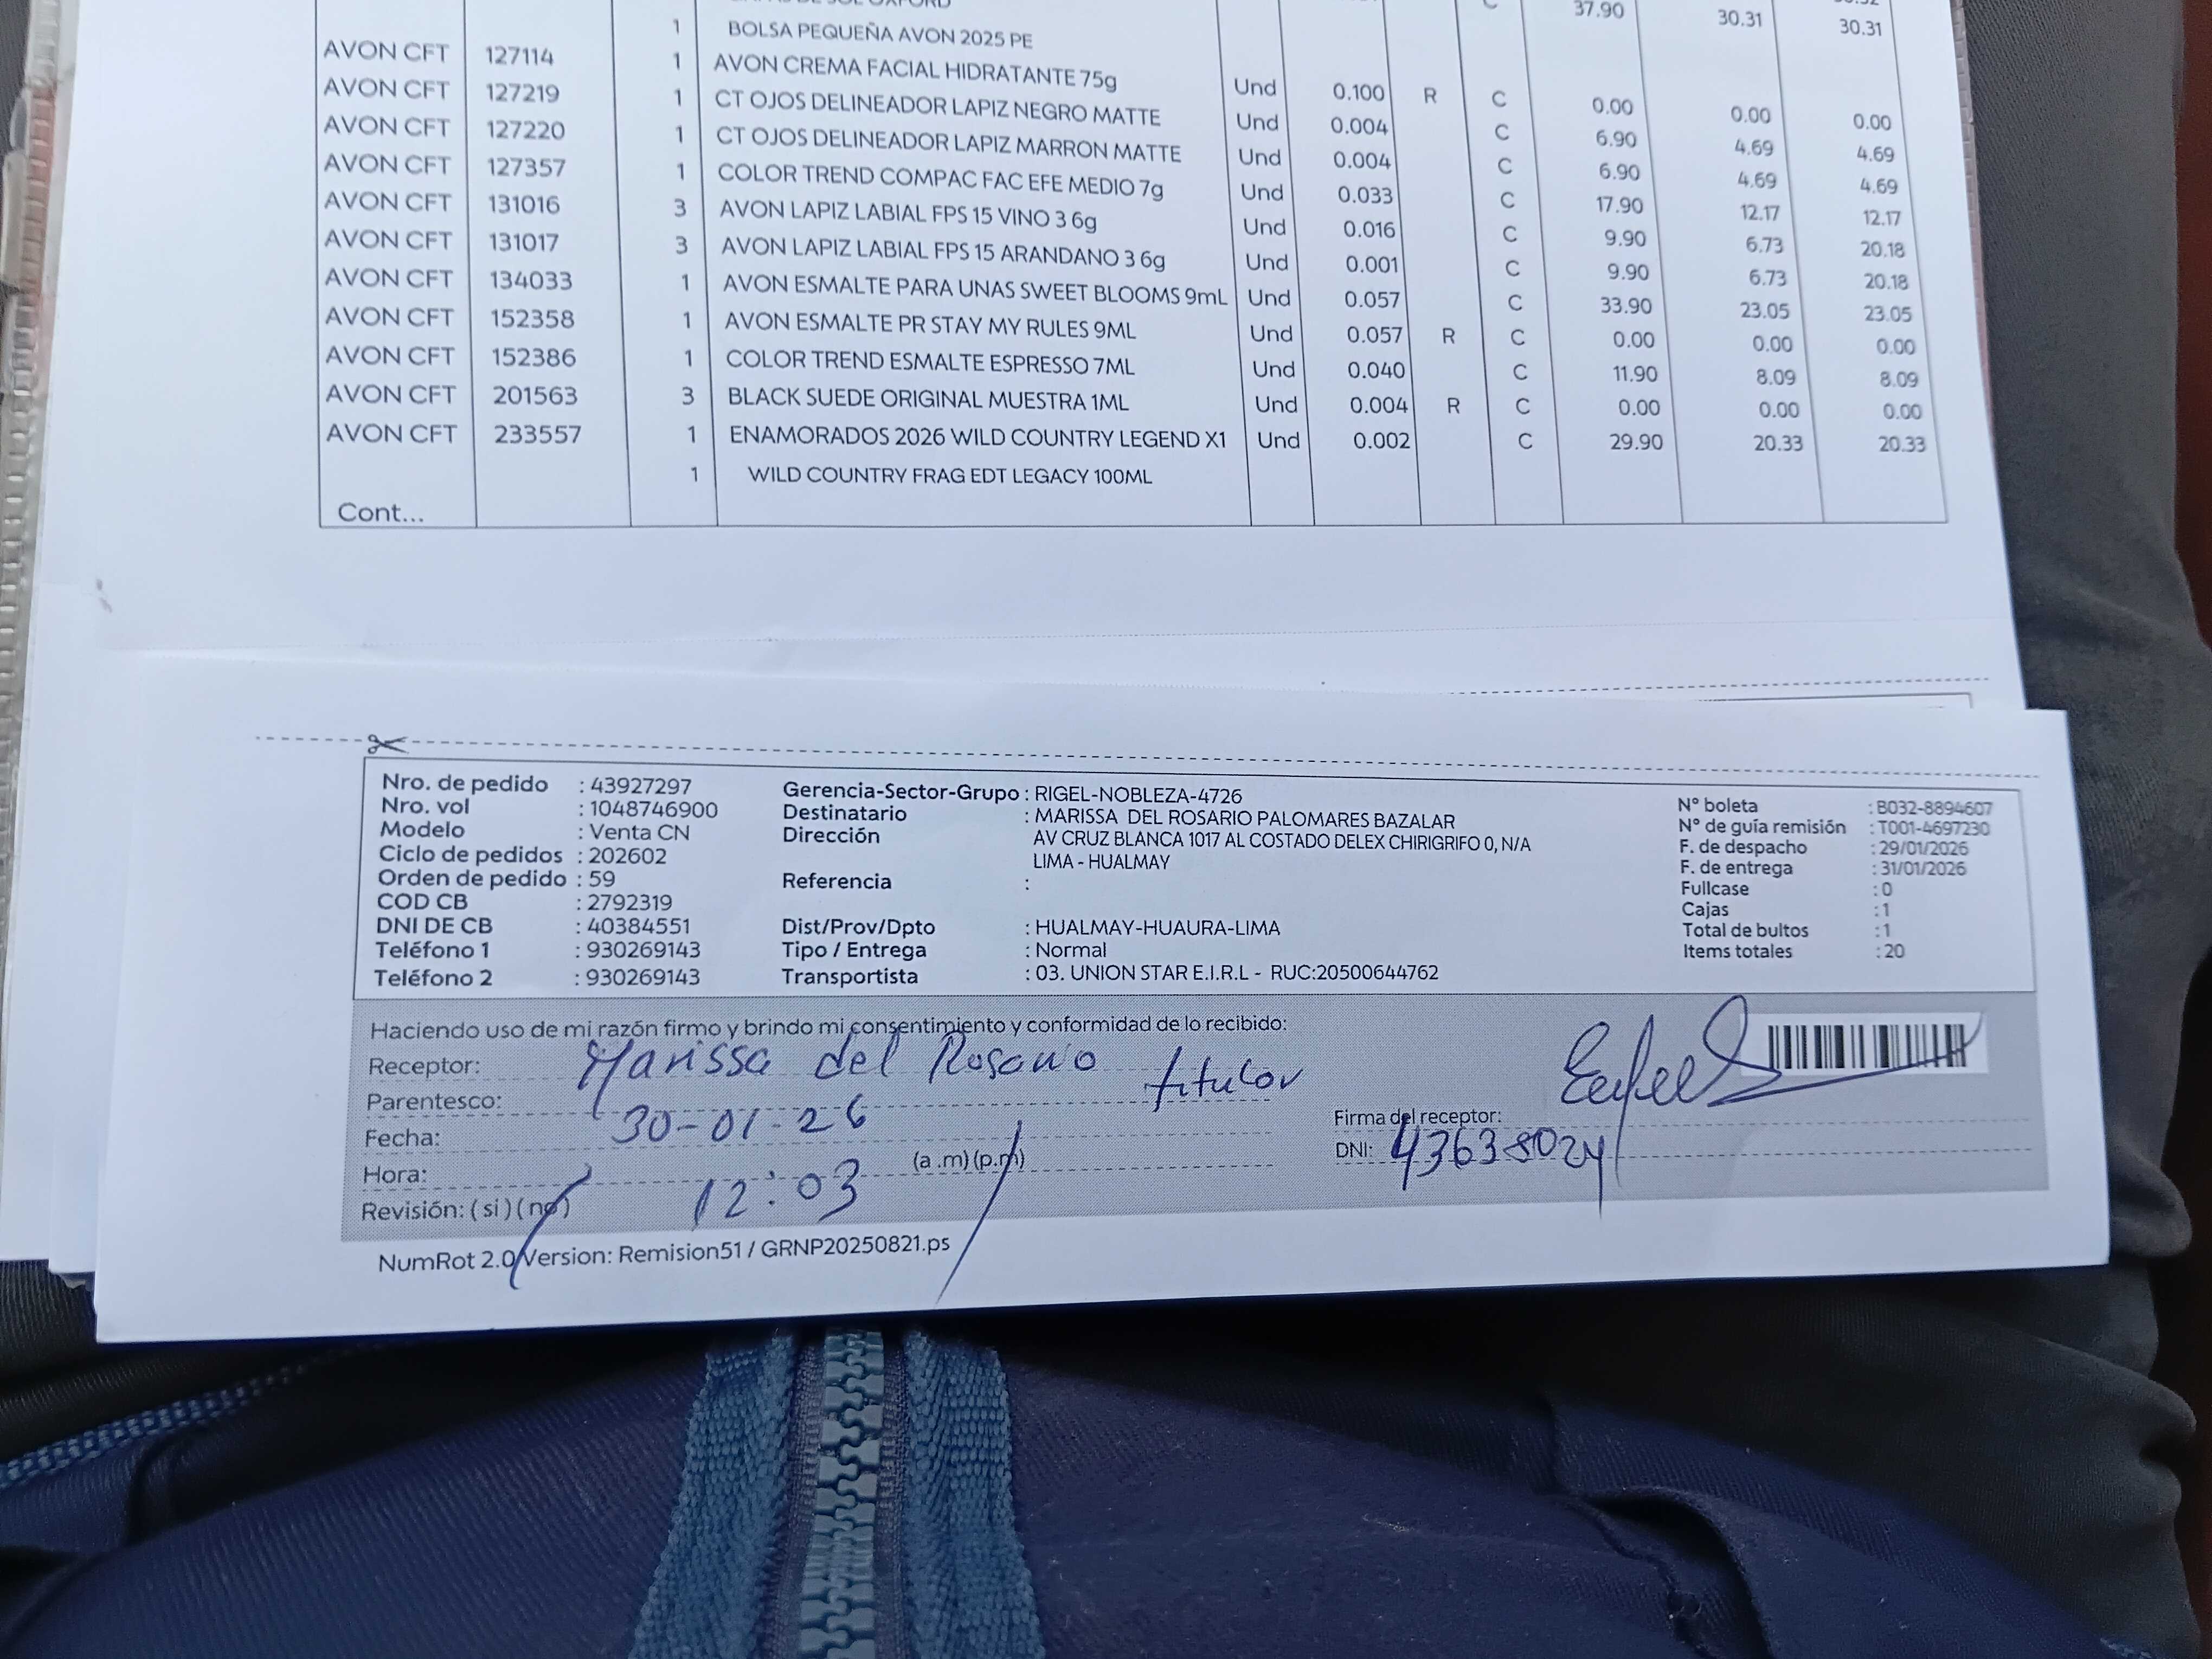 37.90 30.31 30.31
1 BOLSA PEQUEÑA AVON 2025 PE
AVON CFT 127114 1 AVON CREMA FACIAL HIDRATANTE 75g Und 0.100 R C 0.00 0.00 0.00
AVON CFT 127219 1 CT OJOS DELINEADOR LAPIZ NEGRO MATTE Und 0.004 C 6.90 4.69 4.69
AVON CFT 127220 1 CT OJOS DELINEADOR LAPIZ MARRON MATTE Und 0.004 C 6.90 4.69 4.69
AVON CFT 127357 1 COLOR TREND COMPAC FAC EFE MEDIO 7g Und 0.033 C 17.90 12.17 12.17
AVON CFT 131016 3 AVON LAPIZ LABIAL FPS 15 VINO 3 6g Und 0.016 C 9.90 6.73 20.18
AVON CFT 131017 3 AVON LAPIZ LABIAL FPS 15 ARANDANO 3 6g Und 0.001 C 9.90 6.73 20.18
AVON CFT 134033 1 AVON ESMALTE PARA UNAS SWEET BLOOMS 9mL Und 0.057 C 33.90 23.05 23.05
AVON CFT 152358 1 AVON ESMALTE PR STAY MY RULES 9ML Und 0.057 R C 0.00 0.00 0.00
AVON CFT 152386 1 COLOR TREND ESMALTE ESPRESSO 7ML Und 0.040 C 11.90 8.09 8.09
AVON CFT 201563 3 BLACK SUEDE ORIGINAL MUESTRA 1ML Und 0.004 R C 0.00 0.00 0.00
AVON CFT 233557 1 ENAMORADOS 2026 WILD COUNTRY LEGEND X1 Und 0.002 C 29.90 20.33 20.33
1 WILD COUNTRY FRAG EDT LEGACY 100ML
Cont...
Nro. de pedido : 43927297 Gerencia-Sector-Grupo : RIGEL-NOBLEZA-4726 N° boleta : B032-8894607
Nro. vol : 1048746900 Destinatario : MARISSA DEL ROSARIO PALOMARES BAZALAR N° de guía remisión : T001-4697230
Modelo : Venta CN Dirección AV CRUZ BLANCA 1017 AL COSTADO DELEX CHIRIGRIFO 0, N/A F. de despacho : 29/01/2026
Ciclo de pedidos : 202602 LIMA - HUALMAY F. de entrega : 31/01/2026
Orden de pedido : 59 Referencia : Fullcase : 0
COD CB : 2792319 Cajas : 1
DNI DE CB : 40384551 Dist/Prov/Dpto : HUALMAY-HUAURA-LIMA Total de bultos : 1
Teléfono 1 : 930269143 Tipo / Entrega : Normal Items totales : 20
Teléfono 2 : 930269143 Transportista : 03. UNION STAR E.I.R.L - RUC:20500644762
Haciendo uso de mi razón firmo y brindo mi consentimiento y conformidad de lo recibido:
Receptor: Marissa del Rosario
Parentesco: titular
Fecha: 30-01-26 Firma del receptor:
Hora: 12:03 (a.m) (p.m) DNI: 43638024
Revisión: (si) (no)
NumRot 2.0 Version: Remision51 / GRNP20250821.ps